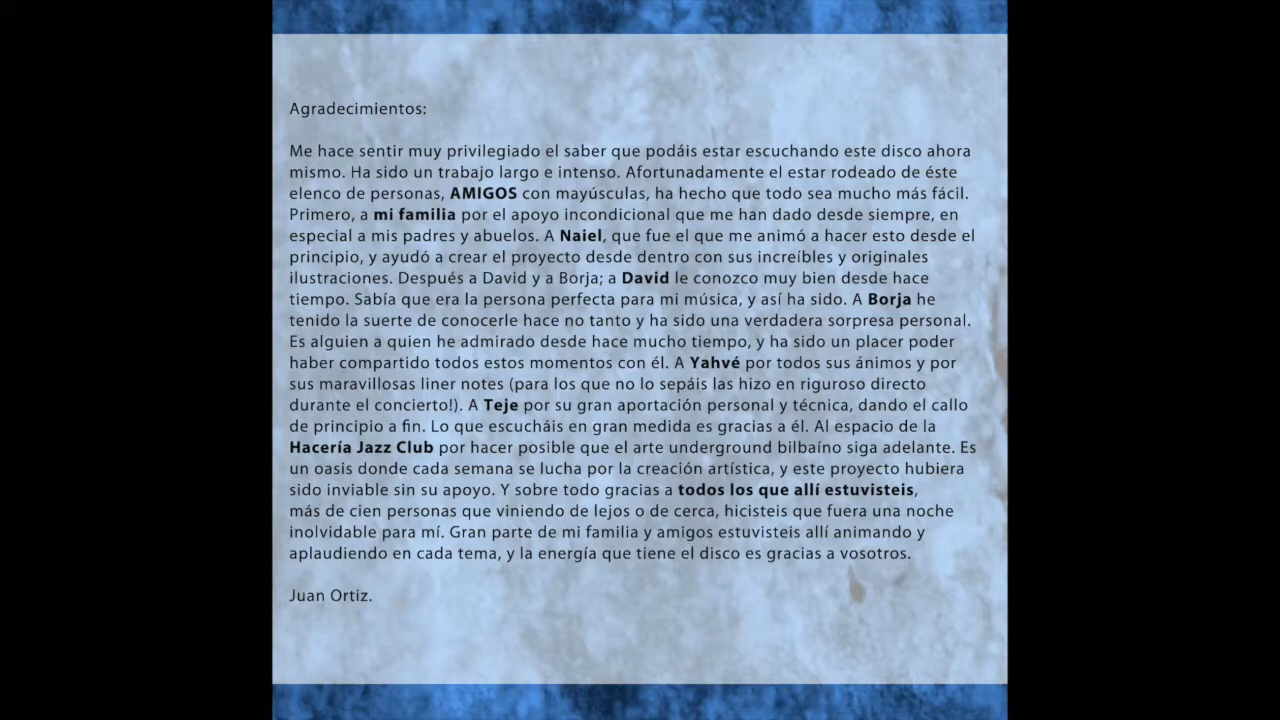 Agradecimientos:
Me hace sentir muy privilegiado el saber que podáis estar escuchando este disco ahora
mismo. Ha sido un trabajo largo e intenso. Afortunadamente el estar rodeado de éste
elenco de personas, AMIGOS con mayúsculas, ha hecho que todo sea mucho más fácil.
Primero, a mi familia por el apoyo incondicional que me han dado desde siempre, en
especial a mis padres y abuelos. A Naiel, que fue el que me animó a hacer esto desde el
principio, y ayudó a crear el proyecto desde dentro con sus increíbles y originales
ilustraciones. Después a David y a Borja; a David le conozco muy bien desde hace
tiempo. Sabía que era la persona perfecta para mi música, y así ha sido. A Borja he
tenido la suerte de conocerle hace no tanto y ha sido una verdadera sorpresa personal.
Es alguien a quien he admirado desde hace mucho tiempo, y ha sido un placer poder
haber compartido todos estos momentos con él. A Yahvé por todos sus ánimos y por
sus maravillosas liner notes (para los que no lo sepáis las hizo en riguroso directo
durante el concierto!). A Teje por su gran aportación personal y técnica, dando el callo
de principio a fin. Lo que escucháis en gran medida es gracias a él. Al espacio de la
Hacería Jazz Club por hacer posible que el arte underground bilbaíno siga adelante. Es
un oasis donde cada semana se lucha por la creación artística, y este proyecto hubiera
sido inviable sin su apoyo. Y sobre todo gracias a todos los que allí estuvisteis,
más de cien personas que viniendo de lejos o de cerca, hicisteis que fuera una noche
inolvidable para mí. Gran parte de mi familia y amigos estuvisteis allí animando y
aplaudiendo en cada tema, y la energía que tiene el disco es gracias a vosotros.
Juan Ortiz.